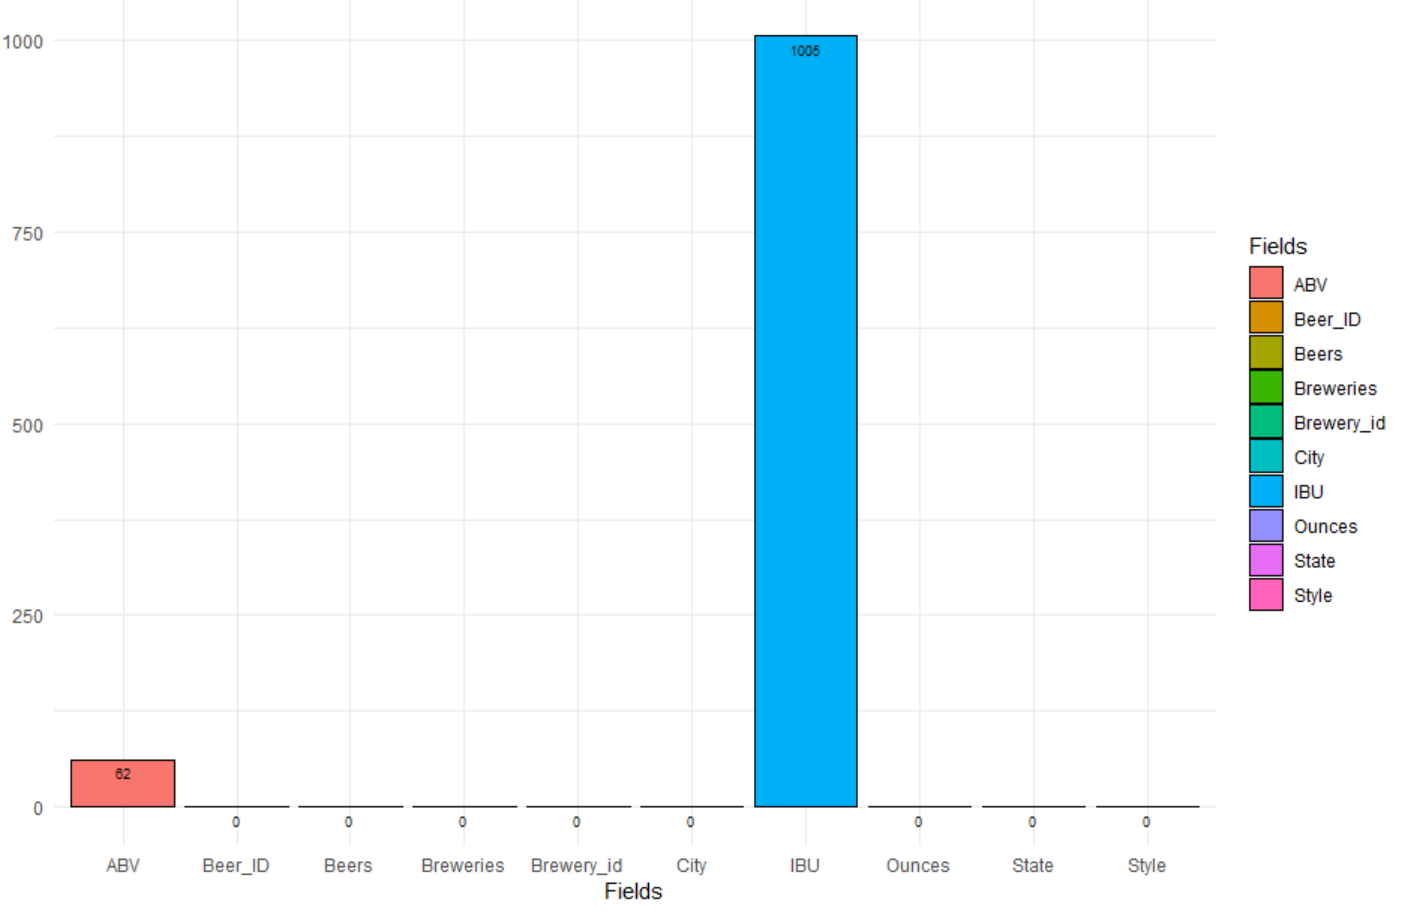 1000
750
500
250
0
1005
62
0
0
0
0
0
0
0
0
ABV
Beer_ID
Beers
Breweries
Brewery_id
City
IBU
Ounces
State
Style
Fields
Fields
ABV
Beer_ID
Beers
Breweries
Brewery_id
City
IBU
Ounces
State
Style